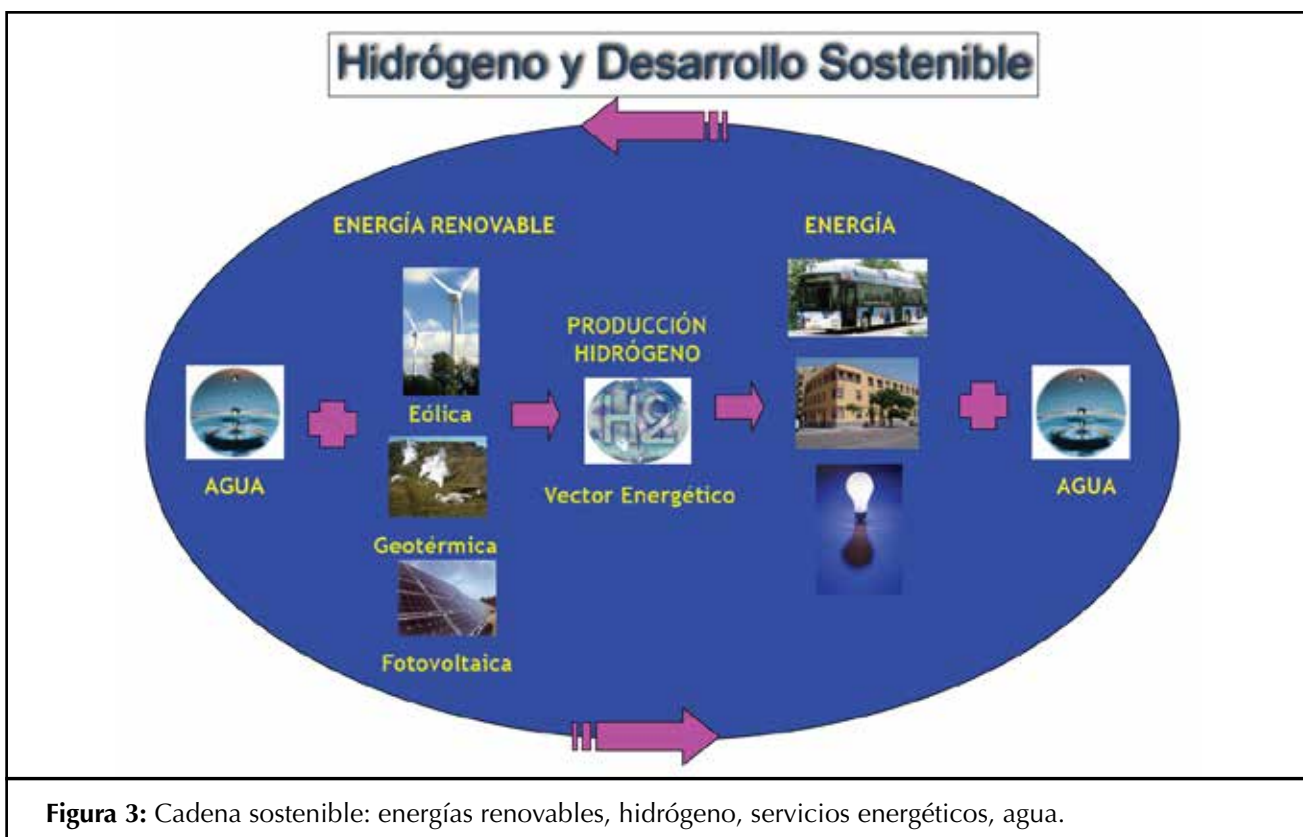 Hidrógeno y Desarrollo Sostenible
ENERGÍA RENOVABLE
ENERGÍA
PRODUCCIÓN
HIDRÓGENO
H2
Eólica
AGUA
Vector Energético
AGUA
Geotérmica
Fotovoltaica
Figura 3: Cadena sostenible: energías renovables, hidrógeno, servicios energéticos, agua.